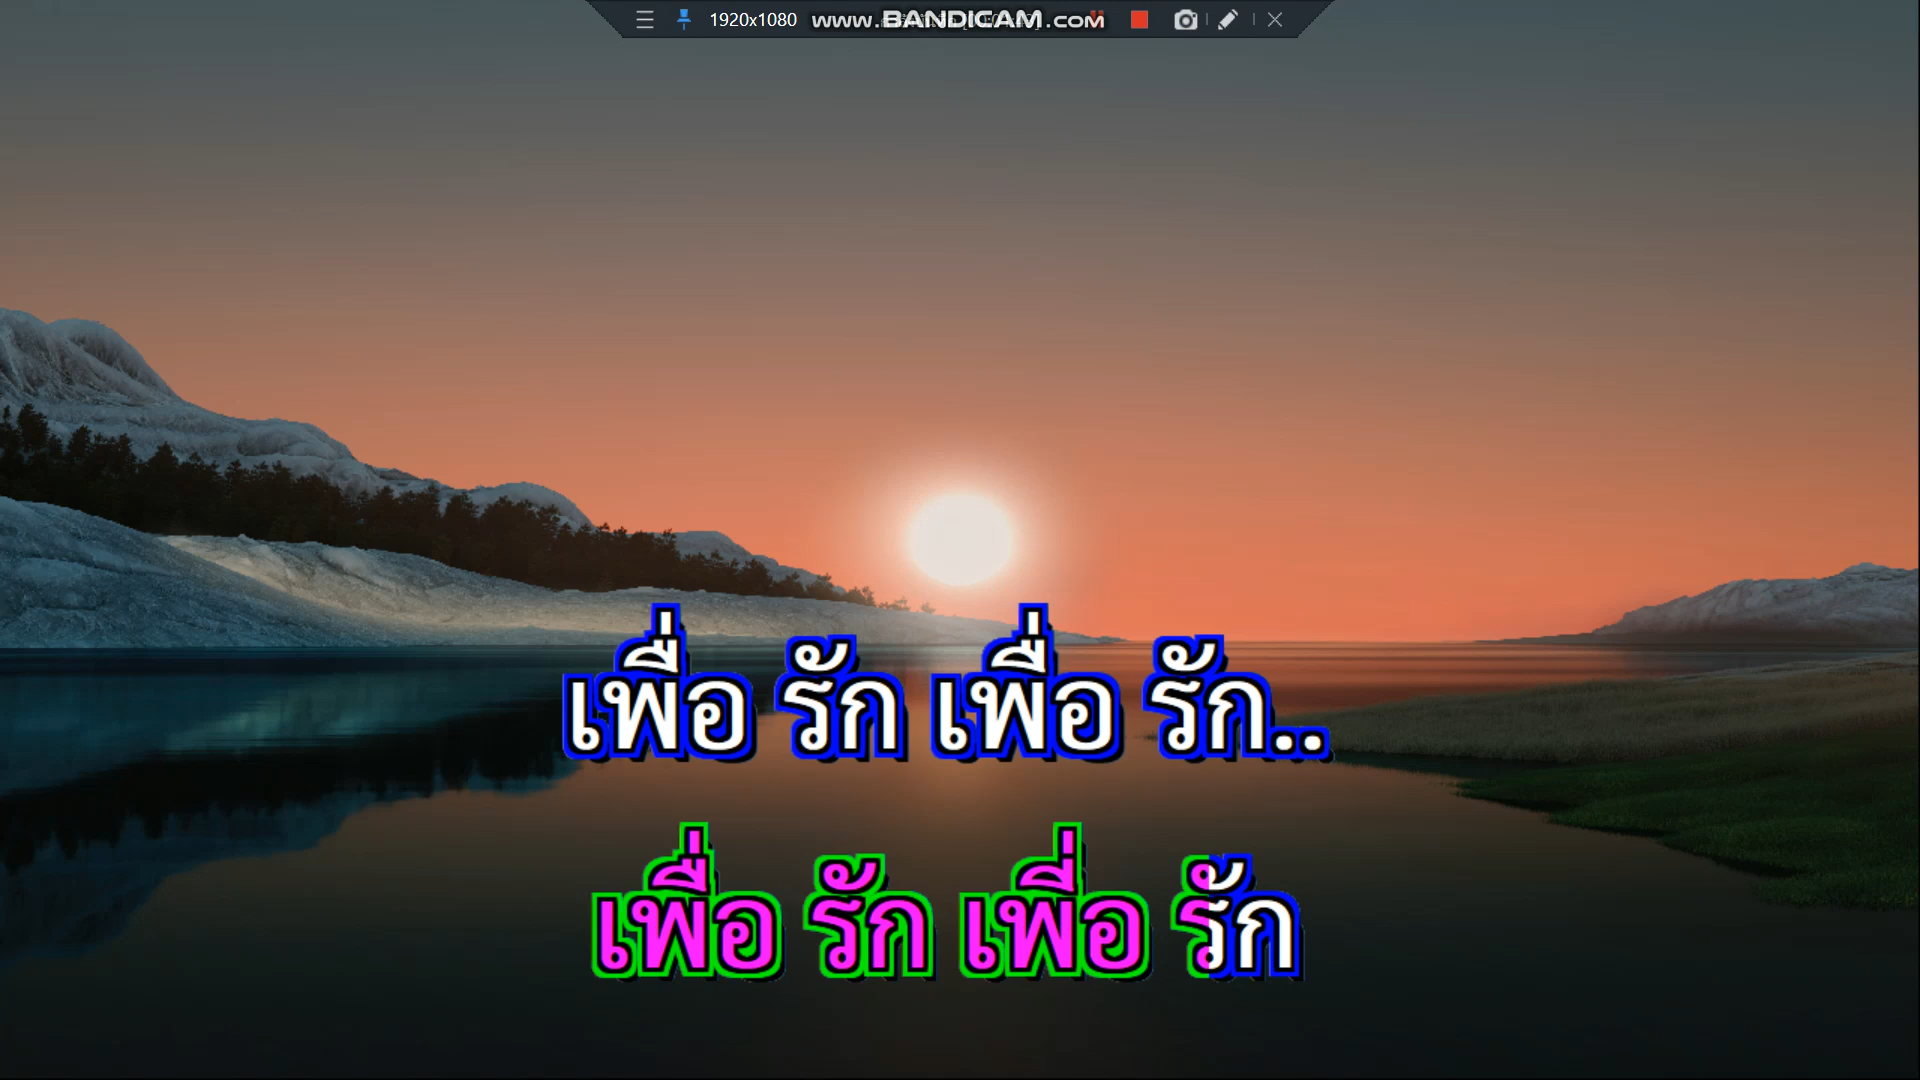 1920x1080 www.BANDICAM.com
เพื่อ รัก เพื่อ รัก..
เพื่อ รัก เพื่อ รัก